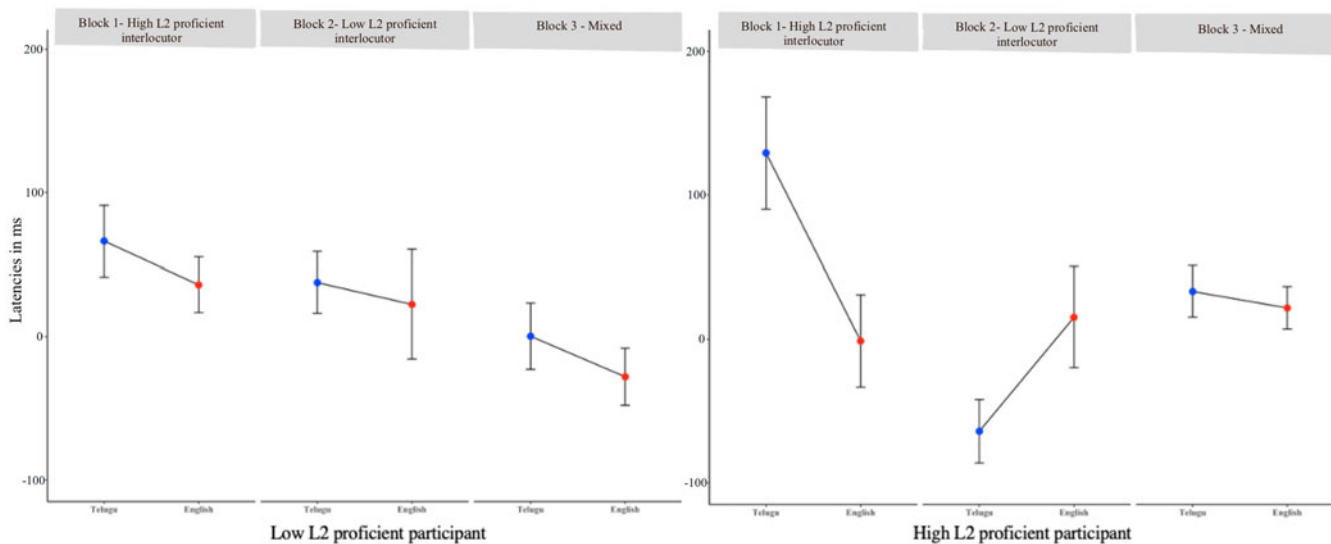 Block 1- High L2 proficient
interlocutor
Block 2- Low L2 proficient
interlocutor
Block 3 - Mixed
200
100
0
-100
Latencies in ms
Telugu
English
Telugu
English
Telugu
English
Low L2 proficient participant
Block 1- High L2 proficient
interlocutor
Block 2- Low L2 proficient
interlocutor
Block 3 - Mixed
200
100
0
-100
Telugu
English
Telugu
English
Telugu
English
High L2 proficient participant